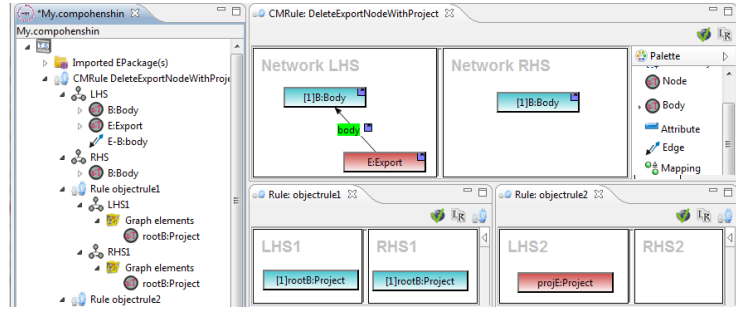 *My.compohenshin
My.compohenshin
Imported EPackage(s)
CMRule DeleteExportNodeWithProje
LHS
B:Body
E:Export
E-B:body
RHS
B:Body
Rule objectrule1
LHS1
Graph elements
rootB:Project
RHS1
Graph elements
rootB:Project
Rule objectrule2
CMRule: DeleteExportNodeWithProject
LR
Network LHS
[1]B:Body
body
E:Export
Network RHS
[1]B:Body
Palette
Node
Body
Attribute
Edge
Mapping
Rule: objectrule1
LR
LHS1
[1]rootB:Project
RHS1
[1]rootB:Project
Rule: objectrule2
LR
LHS2
projE:Project
RHS2